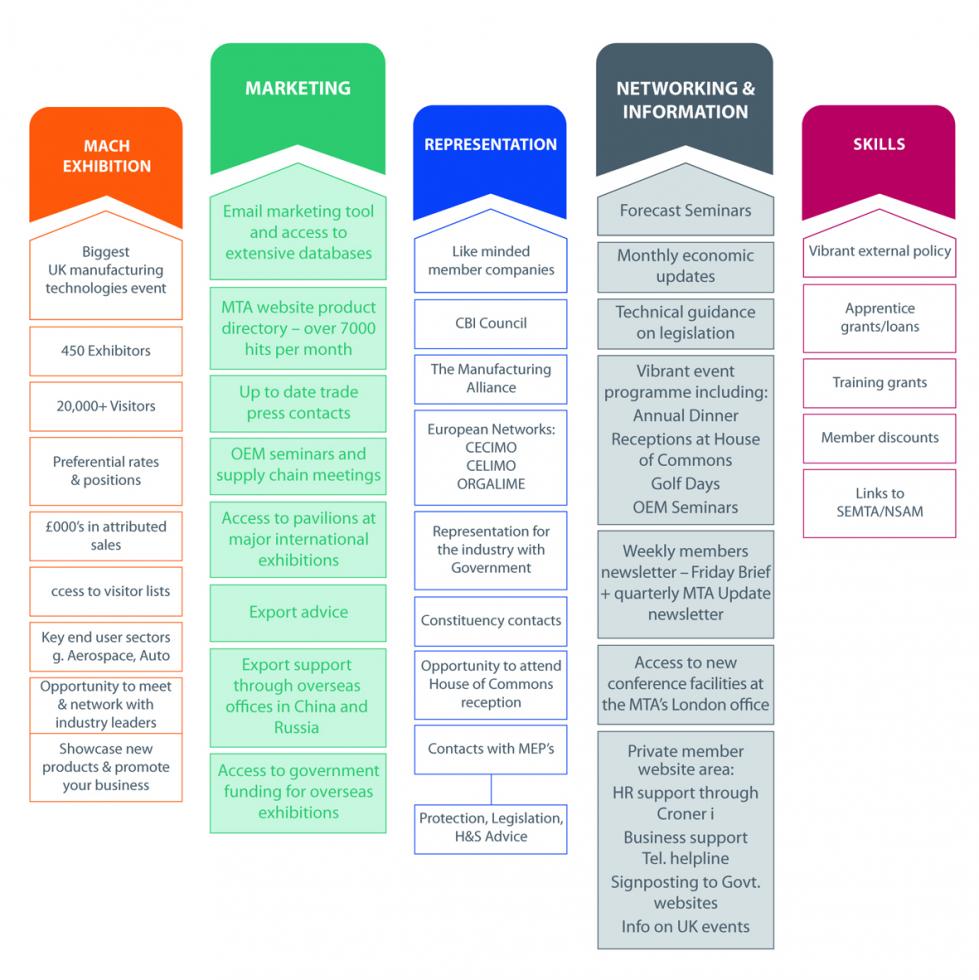 MACH
EXHIBITION
Biggest
UK manufacturing
technologies event
450 Exhibitors
20,000+ Visitors
Preferential rates
& positions
£000's in attributed
sales
ccess to visitor lists
Key end user sectors
g. Aerospace, Auto
Opportunity to meet
& network with
industry leaders
Showcase new
products & promote
your business
MARKETING
Email marketing tool
and access to
extensive databases
MTA website product
directory – over 7000
hits per month
Up to date trade
press contacts
OEM seminars and
supply chain meetings
Access to pavilions at
major international
exhibitions
Export advice
Export support
through overseas
offices in China and
Russia
Access to government
funding for overseas
exhibitions
REPRESENTATION
Like minded
member companies
CBI Council
The Manufacturing
Alliance
European Networks:
CECIMO
CELIMO
ORGALIME
Representation for
the industry with
Government
Constituency contacts
Opportunity to attend
House of Commons
reception
Contacts with MEP's
Protection, Legislation,
H&S Advice
NETWORKING &
INFORMATION
Forecast Seminars
Monthly economic
updates
Technical guidance
on legislation
Vibrant event
programme including:
Annual Dinner
Receptions at House
of Commons
Golf Days
OEM Seminars
Weekly members
newsletter – Friday Brief
+ quarterly MTA Update
newsletter
Access to new
conference facilities at
the MTA's London office
Private member
website area:
HR support through
Croner i
Business support
Tel. helpline
Signposting to Govt.
websites
Info on UK events
SKILLS
Vibrant external policy
Apprentice
grants/loans
Training grants
Member discounts
Links to
SEMTA/NSAM